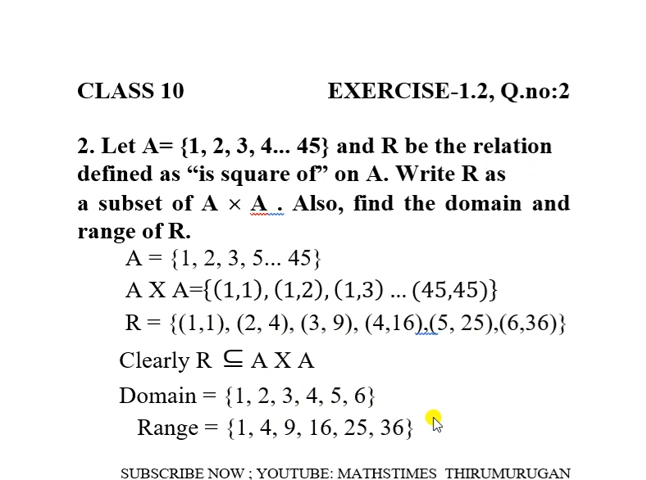 CLASS 10 EXERCISE-1.2, Q.no:2
2. Let A= {1, 2, 3, 4... 45} and R be the relation
defined as “is square of” on A. Write R as
a subset of A × A . Also, find the domain and
range of R.
A = {1, 2, 3, 5... 45}
A X A={(1,1), (1,2), (1,3) ... (45,45)}
R = {(1,1), (2, 4), (3, 9), (4,16),(5, 25),(6,36)}
Clearly R ⊆ A X A
Domain = {1, 2, 3, 4, 5, 6}
Range = {1, 4, 9, 16, 25, 36}
SUBSCRIBE NOW ; YOUTUBE: MATHSTIMES THIRUMURUGAN